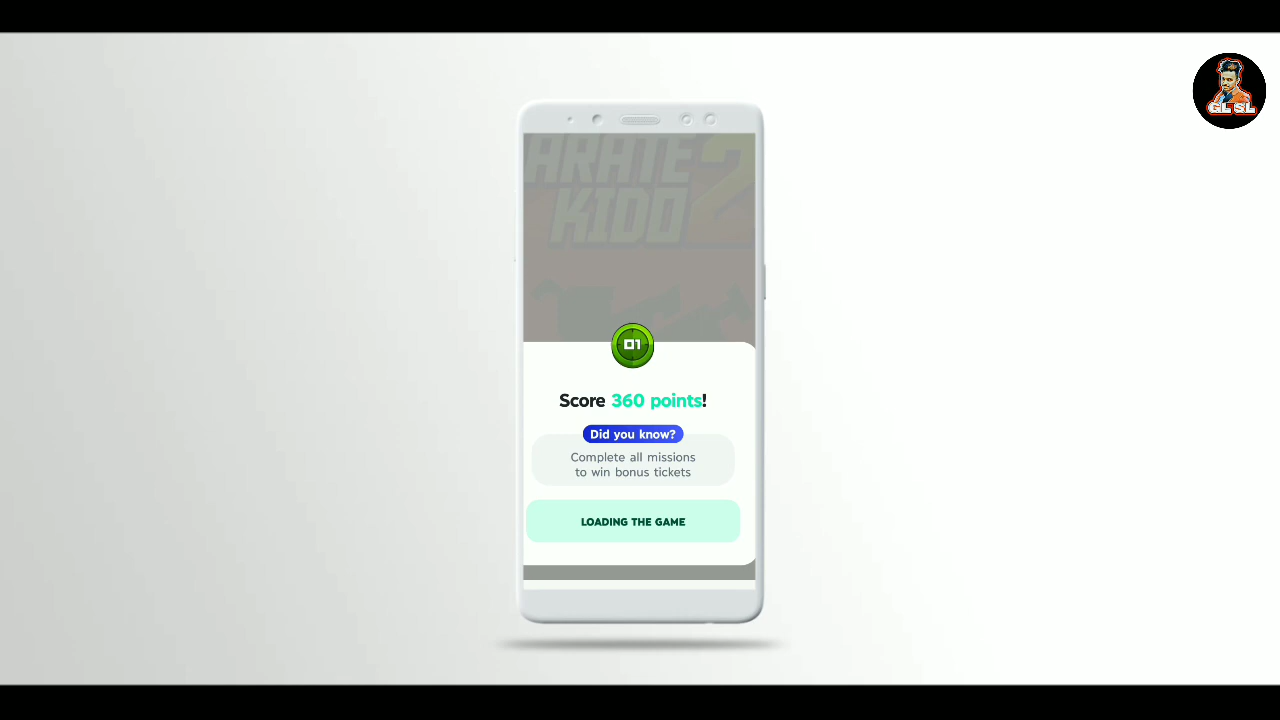 GL SL
ARATE
KIDO 2
01
Score 360 points!
Did you know?
Complete all missions
to win bonus tickets
LOADING THE GAME